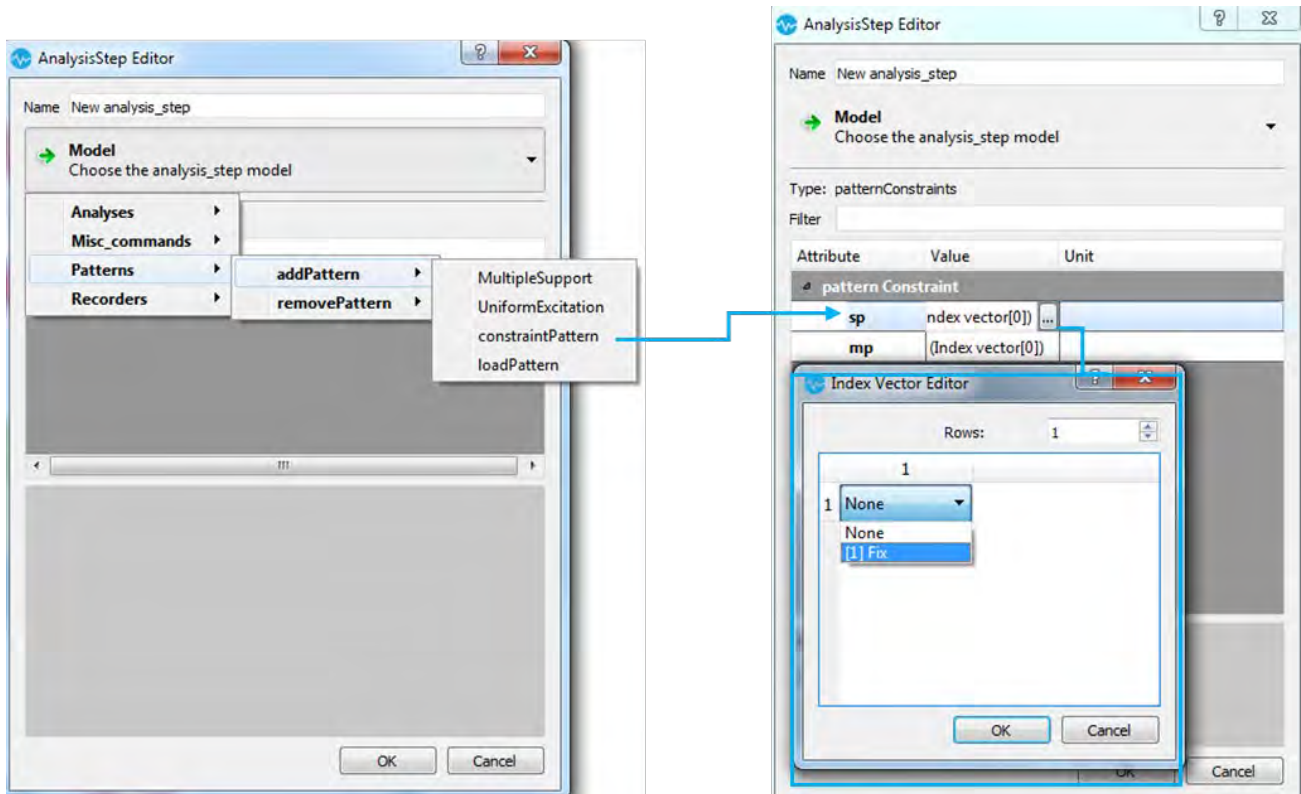 AnalysisStep Editor
Name New analysis_step
Model
Choose the analysis_step model
Analyses
Misc_commands
Patterns
Recorders
addPattern
removePattern
MultipleSupport
UniformExcitation
constraintPattern
loadPattern
OK Cancel
AnalysisStep Editor
Name New analysis_step
Model
Choose the analysis_step model
Type: patternConstraints
Filter
Attribute Value Unit
pattern Constraint
sp ndex vector[0]) ...
mp (Index vector[0])
Index Vector Editor
Rows: 1
1
1 None
None
[1] Fix
OK Cancel
OK Cancel